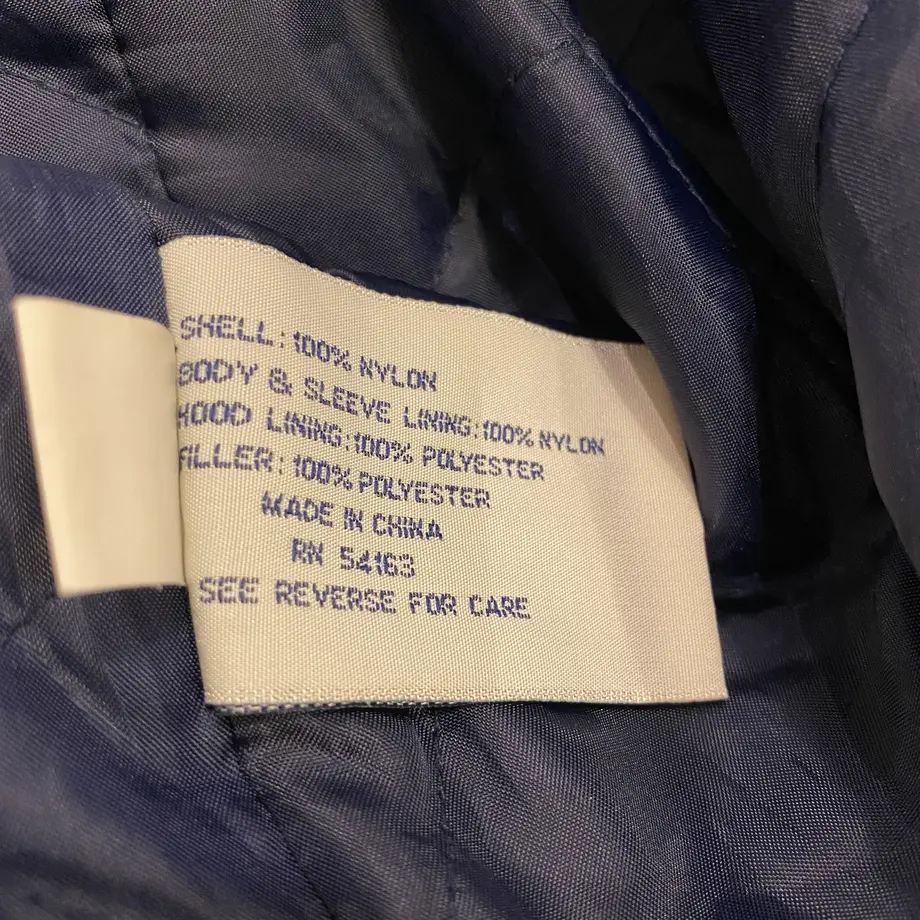 SHELL: 100% NYLON
BODY & SLEEVE LINING: 100% NYLON
HOOD LINING: 100% POLYESTER
FILLER: 100% POLYESTER
MADE IN CHINA
RN 54163
SEE REVERSE FOR CARE